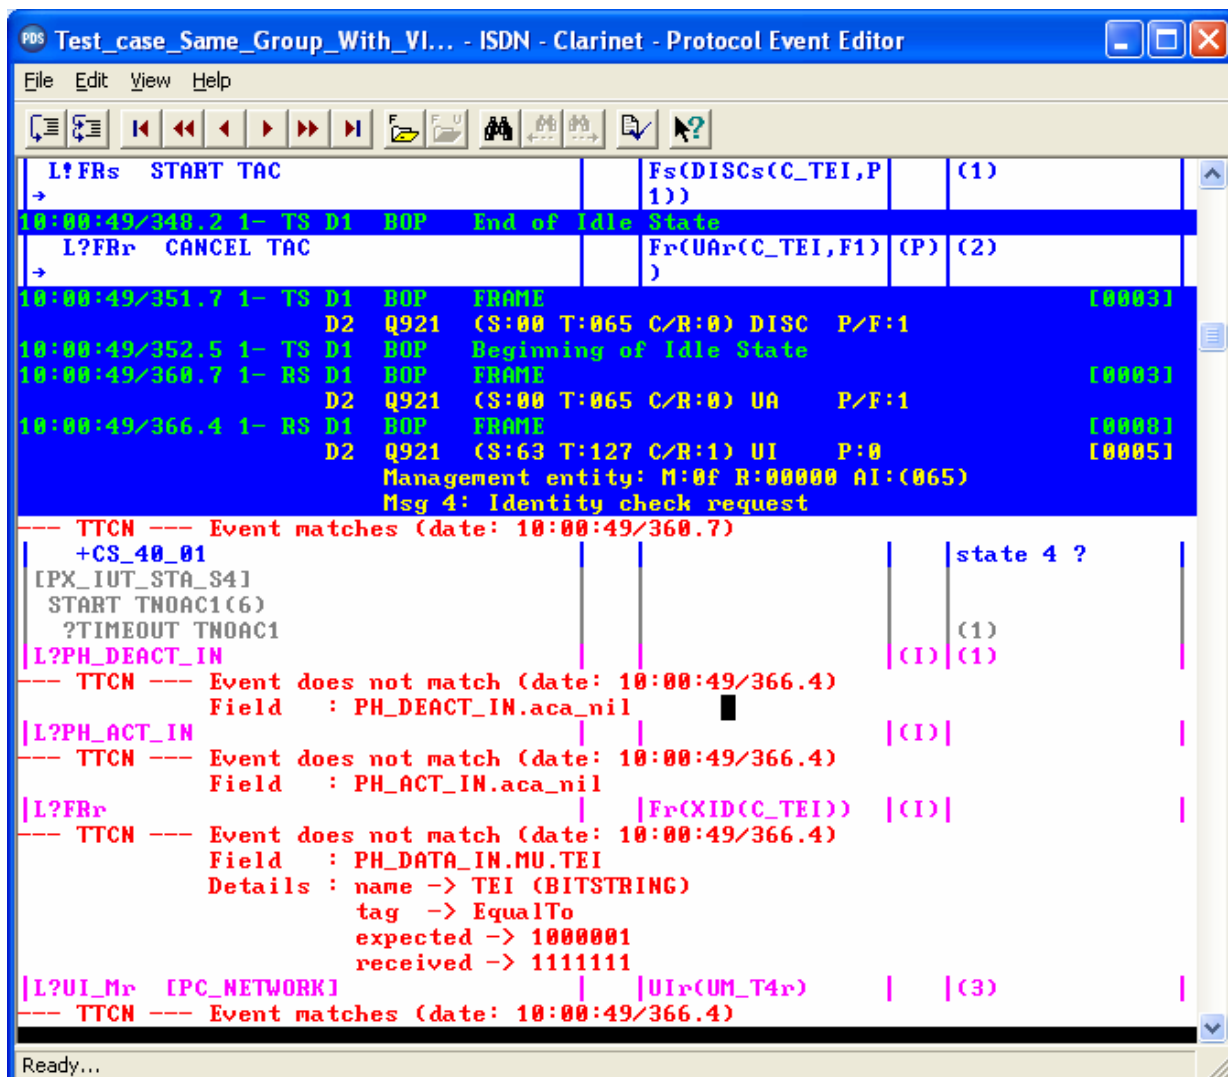 PDS Test_case_Same_Group_With_VI... - ISDN - Clarinet - Protocol Event Editor
File Edit View Help
L!FRs START TAC Fs(DISCs(C_TEI,P (1)
→ 1))
10:00:49/348.2 1- TS D1 BOP End of Idle State
L?FRr CANCEL TAC Fr(UAr(C_TEI,F1) (P) (2)
→ )
10:00:49/351.7 1- TS D1 BOP FRAME [0003]
D2 Q921 (S:00 T:065 C/R:0) DISC P/F:1
10:00:49/352.5 1- TS D1 BOP Beginning of Idle State
10:00:49/360.7 1- RS D1 BOP FRAME [0003]
D2 Q921 (S:00 T:065 C/R:0) UA P/F:1
10:00:49/366.4 1- RS D1 BOP FRAME [0008]
D2 Q921 (S:63 T:127 C/R:1) UI P:0 [0005]
Management entity: M:0f R:00000 AI:(065)
Msg 4: Identity check request
--- TTCN --- Event matches (date: 10:00:49/360.7)
+CS_40_01 state 4 ?
[PX_IUT_STA_S4]
START TNOAC1(6)
?TIMEOUT TNOAC1 (1)
L?PH_DEACT_IN (I) (1)
--- TTCN --- Event does not match (date: 10:00:49/366.4)
Field : PH_DEACT_IN.aca_nil
L?PH_ACT_IN (I)
--- TTCN --- Event does not match (date: 10:00:49/366.4)
Field : PH_ACT_IN.aca_nil
L?FRr Fr(XID(C_TEI)) (I)
--- TTCN --- Event does not match (date: 10:00:49/366.4)
Field : PH_DATA_IN.MU.TEI
Details : name -> TEI (BITSTRING)
tag -> EqualTo
expected -> 1000001
received -> 1111111
L?UI_Mr [PC_NETWORK] UIr(UM_T4r) (3)
--- TTCN --- Event matches (date: 10:00:49/366.4)
Ready...